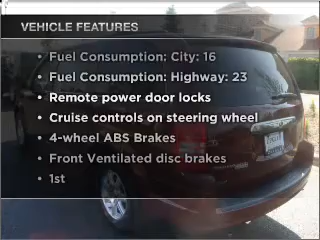 VEHICLE FEATURES
• Fuel Consumption: City: 16
• Fuel Consumption: Highway: 23
• Remote power door locks
• Cruise controls on steering wheel
• 4-wheel ABS Brakes
• Front Ventilated disc brakes
• 1st